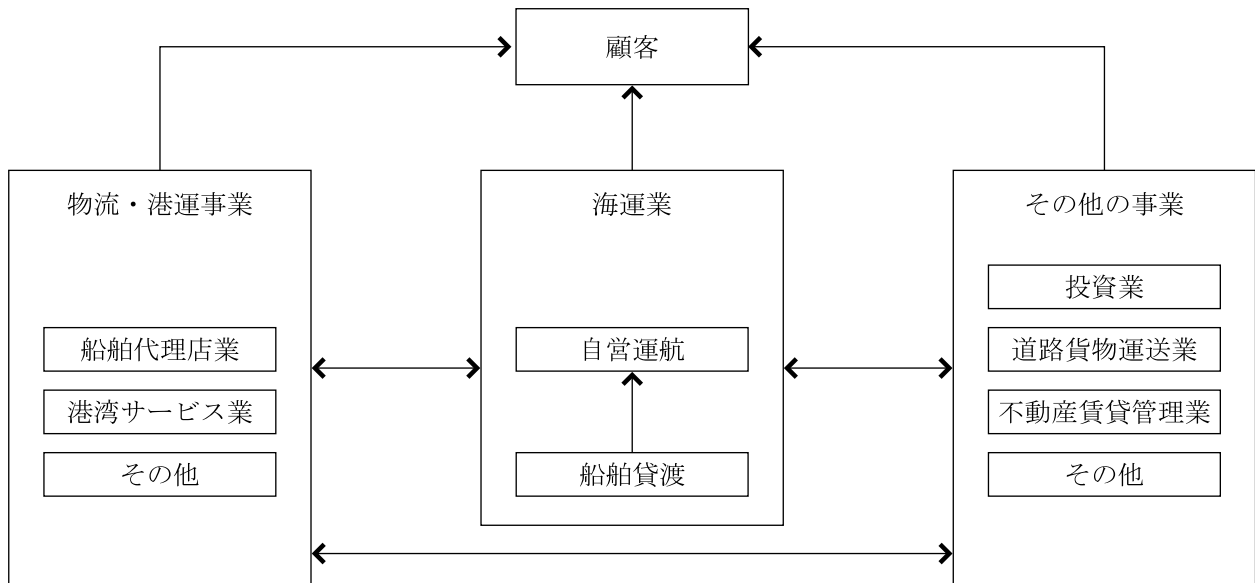 顧客
物流・港運事業
船舶代理店業
港湾サービス業
その他
海運業
自営運航
船舶貸渡
その他の事業
投資業
道路貨物運送業
不動産賃貸管理業
その他